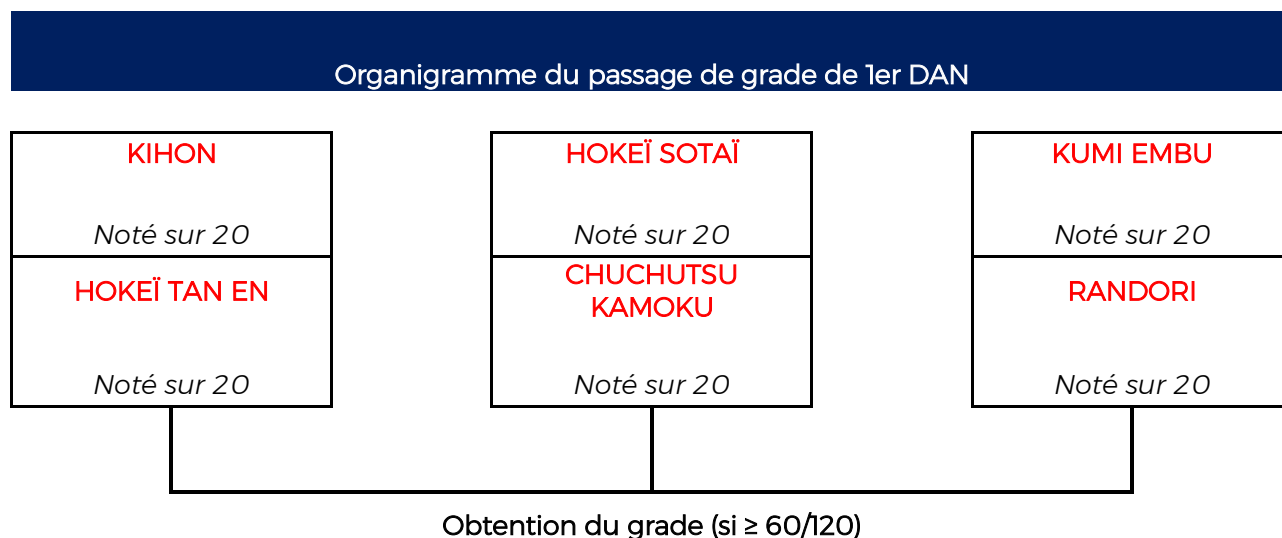 Organigramme du passage de grade de 1er DAN
KIHON
Noté sur 20
HOKEÏ TAN EN
Noté sur 20
HOKEÏ SOTAÏ
Noté sur 20
CHUCHUTSU
KAMOKU
Noté sur 20
KUMI EMBU
Noté sur 20
RANDORI
Noté sur 20
Obtention du grade (si ≥ 60/120)